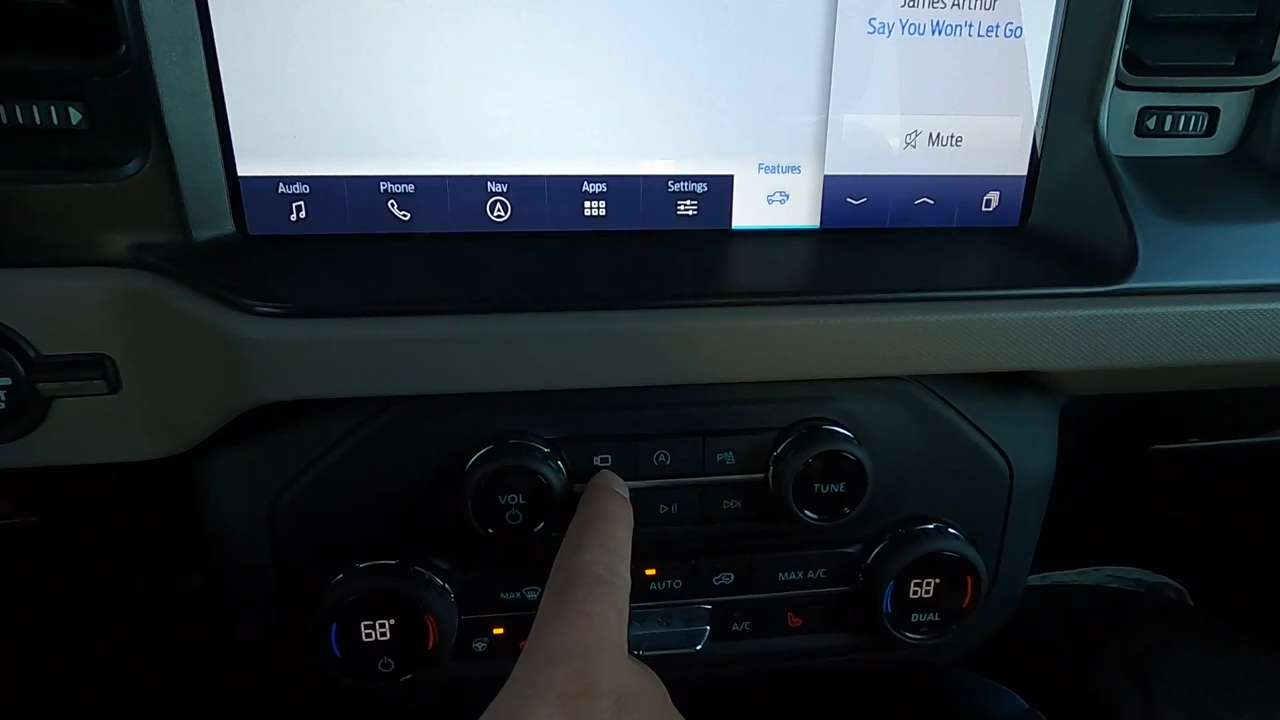 James Arthur
Say You Won't Let Go
Mute
Audio
Phone
Nav
Apps
Settings
Features
VOL
A
P
TUNE
MAX
AUTO
MAX A/C
68°
68°
DUAL
A/C